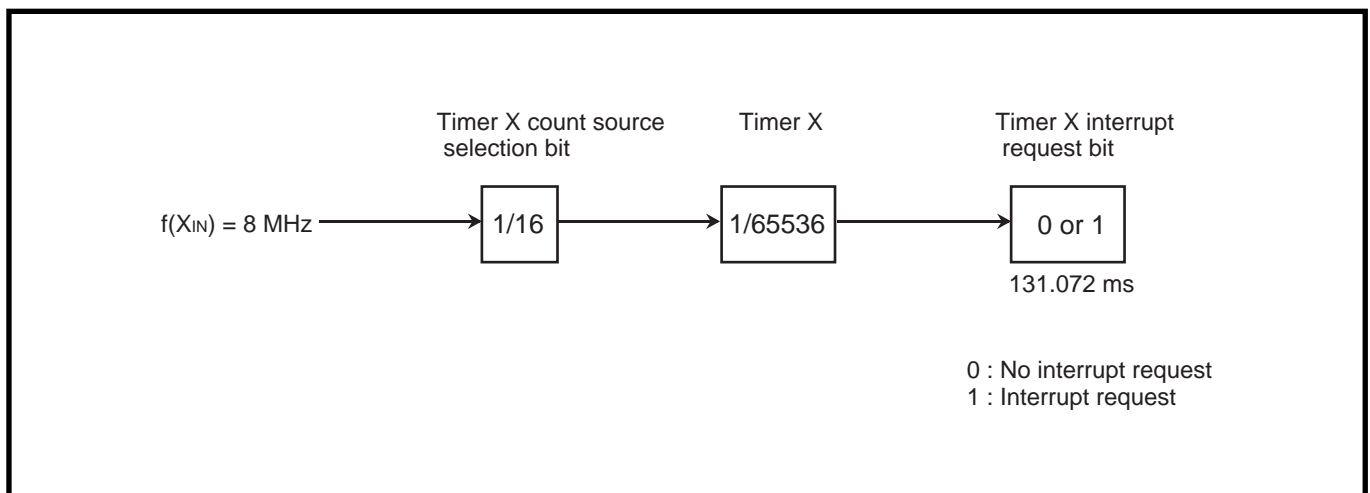 Timer X count source
selection bit
Timer X
Timer X interrupt
request bit
f(XIN) = 8 MHz
1/16
1/65536
0 or 1
131.072 ms
0 : No interrupt request
1 : Interrupt request